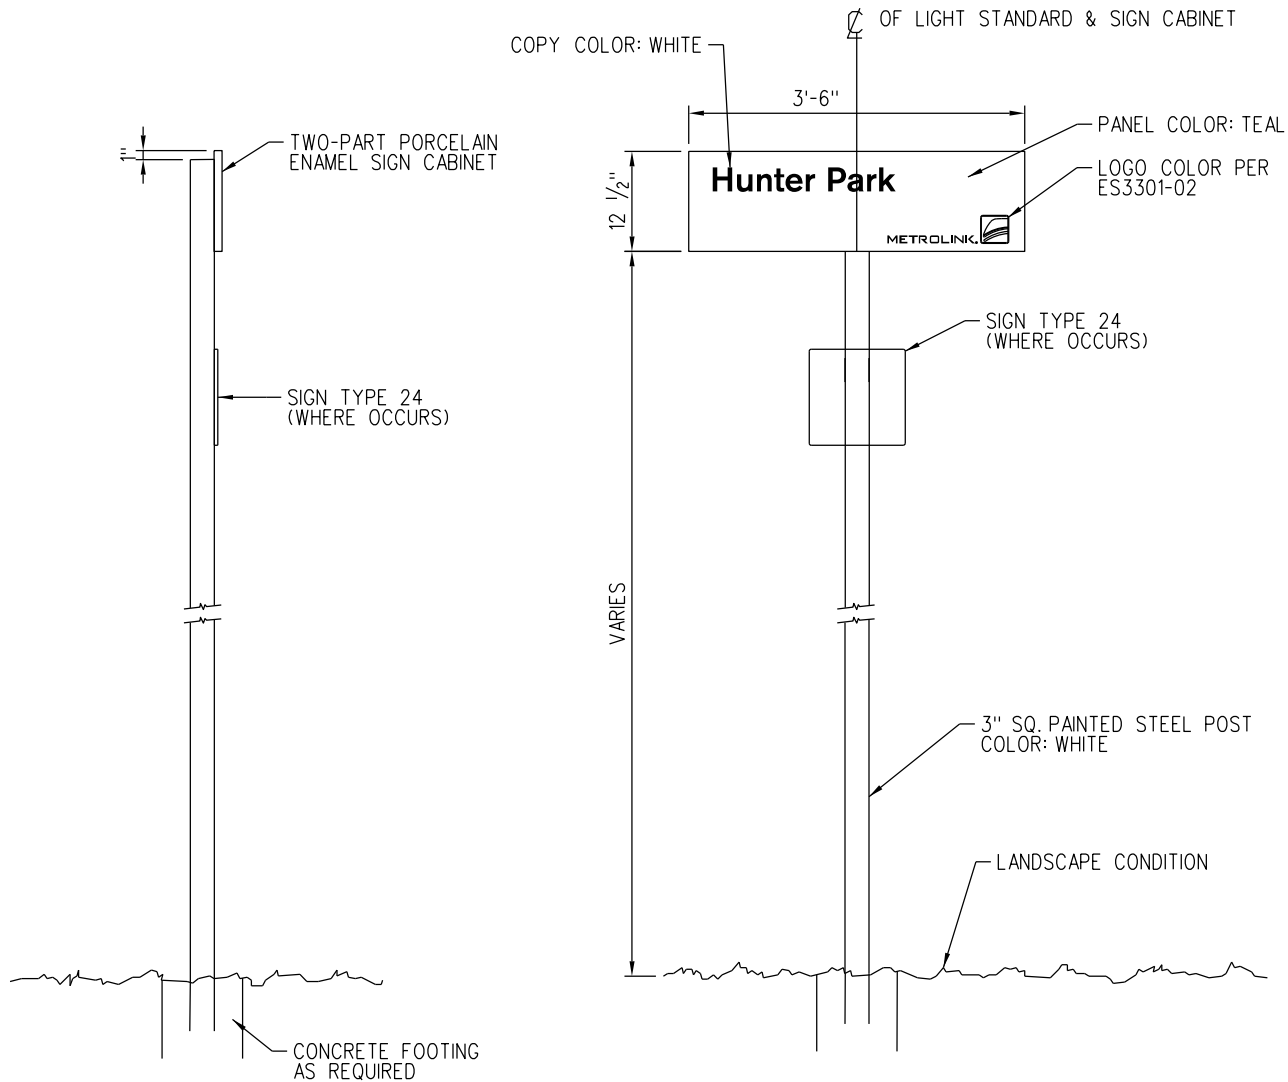 ℄ OF LIGHT STANDARD & SIGN CABINET
COPY COLOR: WHITE
3'-6"
PANEL COLOR: TEAL
1"
TWO-PART PORCELAIN
ENAMEL SIGN CABINET
LOGO COLOR PER
ES3301-02
12 1/2"
Hunter Park
METROLINK.
SIGN TYPE 24
(WHERE OCCURS)
SIGN TYPE 24
(WHERE OCCURS)
VARIES
3" SQ. PAINTED STEEL POST
COLOR: WHITE
LANDSCAPE CONDITION
CONCRETE FOOTING
AS REQUIRED